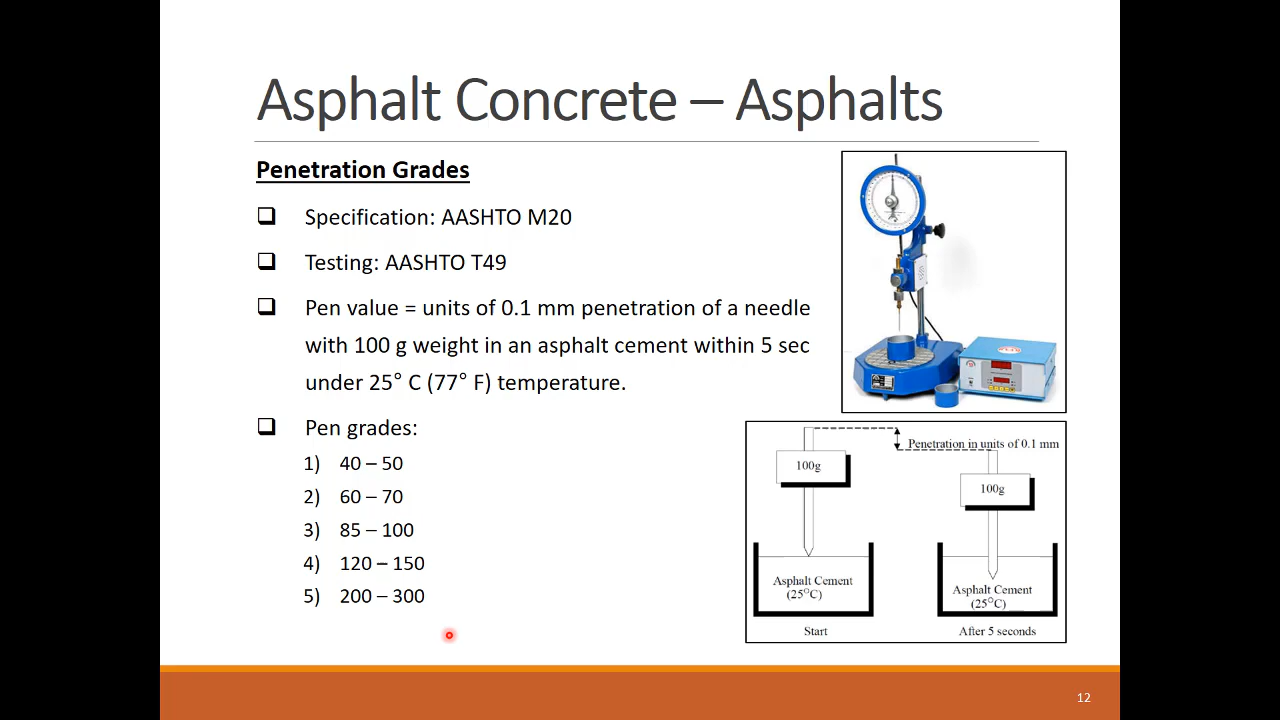 Asphalt Concrete – Asphalts
Penetration Grades
❑ Specification: AASHTO M20
❑ Testing: AASHTO T49
❑ Pen value = units of 0.1 mm penetration of a needle
with 100 g weight in an asphalt cement within 5 sec
under 25° C (77° F) temperature.
❑ Pen grades:
1) 40 – 50
2) 60 – 70
3) 85 – 100
4) 120 – 150
5) 200 – 300
Penetration in units of 0.1 mm
100g
100g
Asphalt Cement
(25°C)
Asphalt Cement
(25°C)
Start
After 5 seconds
12